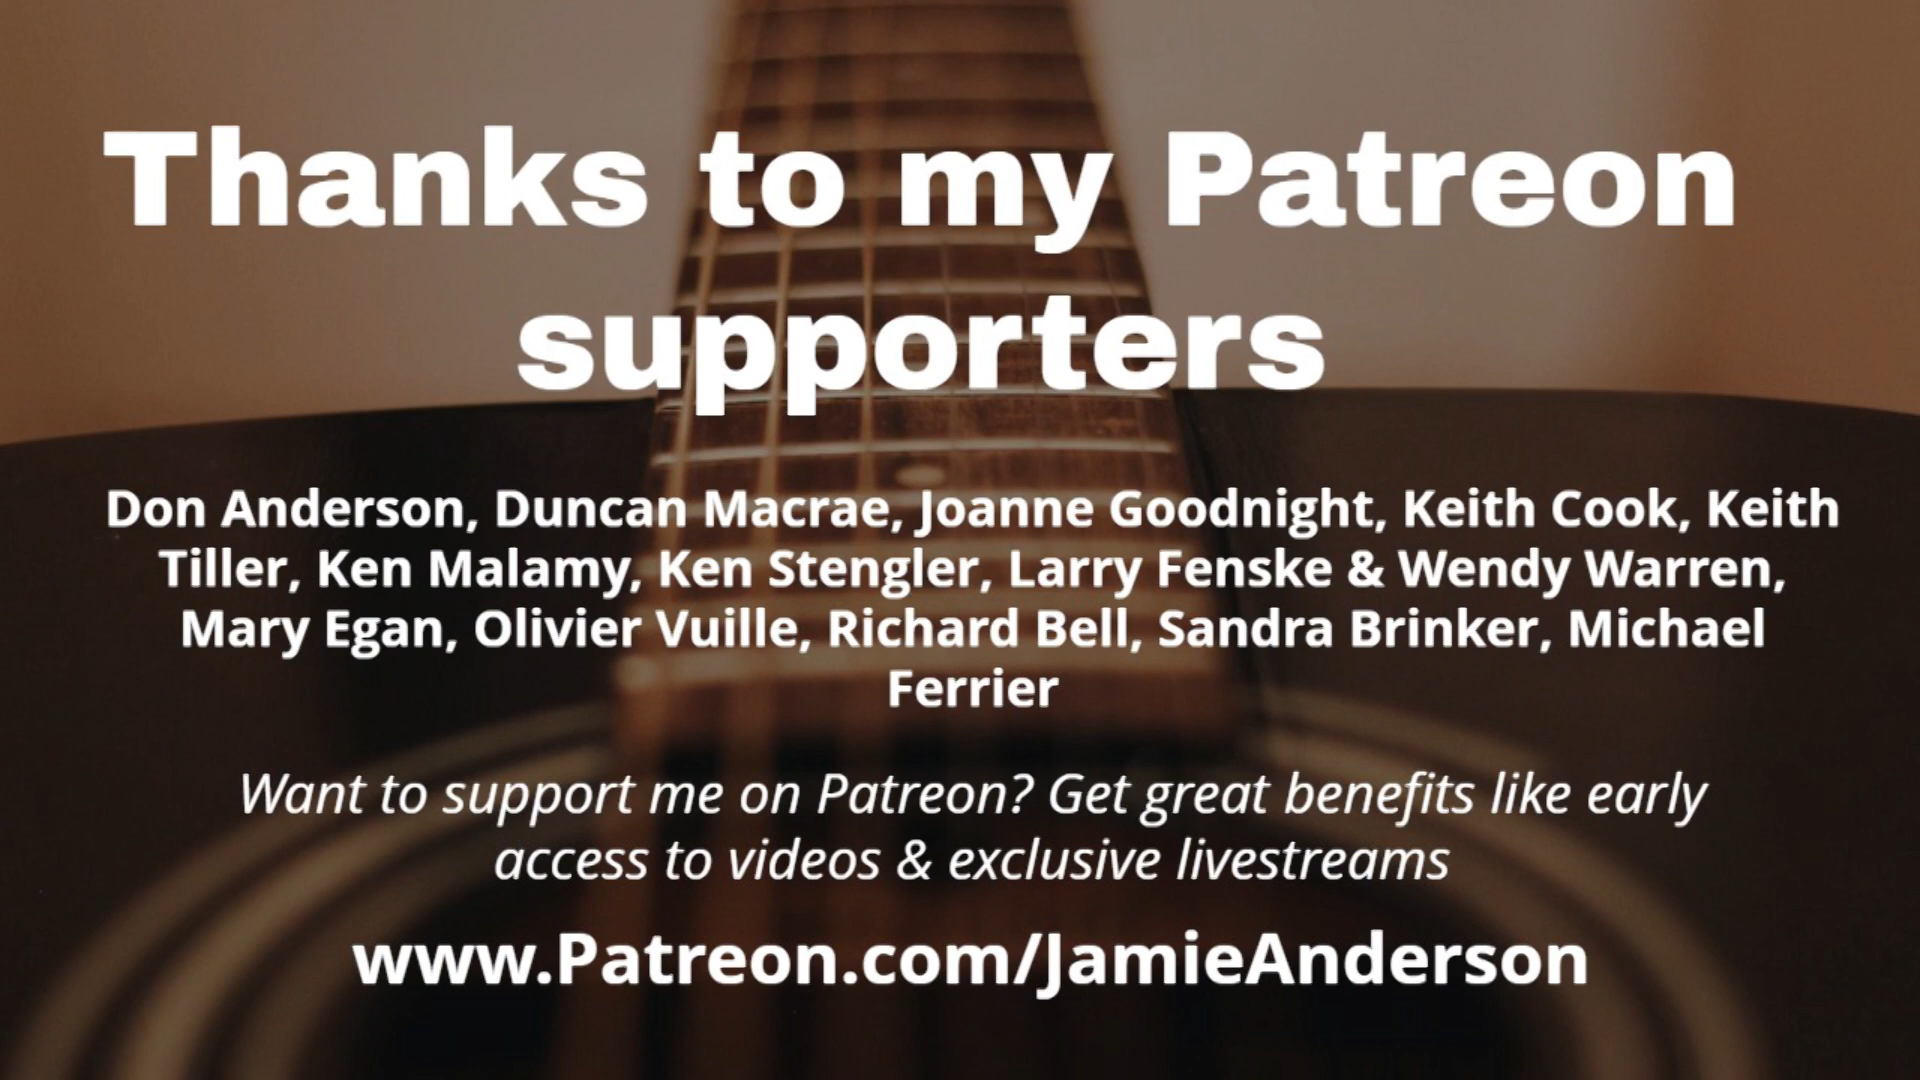 Thanks to my Patreon
supporters
Don Anderson, Duncan Macrae, Joanne Goodnight, Keith Cook, Keith
Tiller, Ken Malamy, Ken Stengler, Larry Fenske & Wendy Warren,
Mary Egan, Olivier Vuille, Richard Bell, Sandra Brinker, Michael
Ferrier
Want to support me on Patreon? Get great benefits like early
access to videos & exclusive livestreams
www.Patreon.com/JamieAnderson